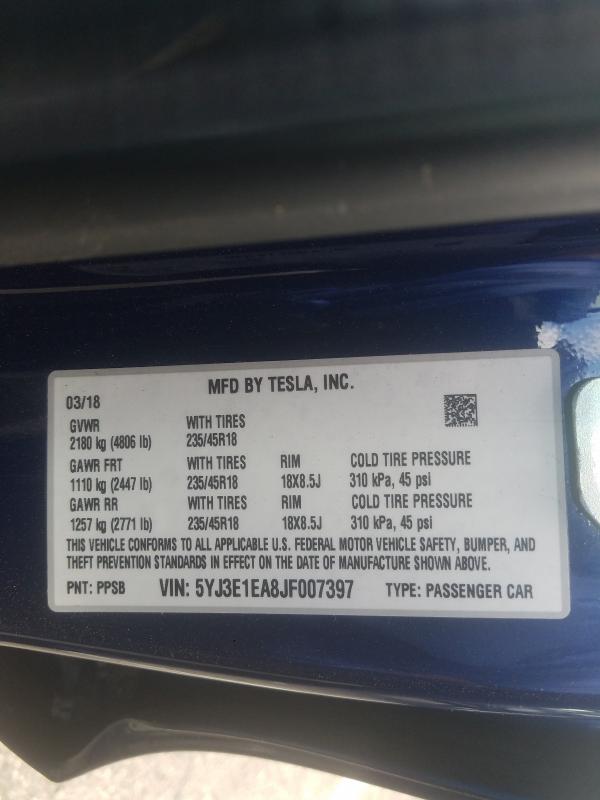 MFD BY TESLA, INC.
03/18
GVWR WITH TIRES
2180 kg (4806 lb) 235/45R18
GAWR FRT WITH TIRES RIM COLD TIRE PRESSURE
1110 kg (2447 lb) 235/45R18 18X8.5J 310 kPa, 45 psi
GAWR RR WITH TIRES RIM COLD TIRE PRESSURE
1257 kg (2771 lb) 235/45R18 18X8.5J 310 kPa, 45 psi
THIS VEHICLE CONFORMS TO ALL APPLICABLE U.S. FEDERAL MOTOR VEHICLE SAFETY, BUMPER, AND
THEFT PREVENTION STANDARDS IN EFFECT ON THE DATE OF MANUFACTURE SHOWN ABOVE.
PNT: PPSB VIN: 5YJ3E1EA8JF007397 TYPE: PASSENGER CAR